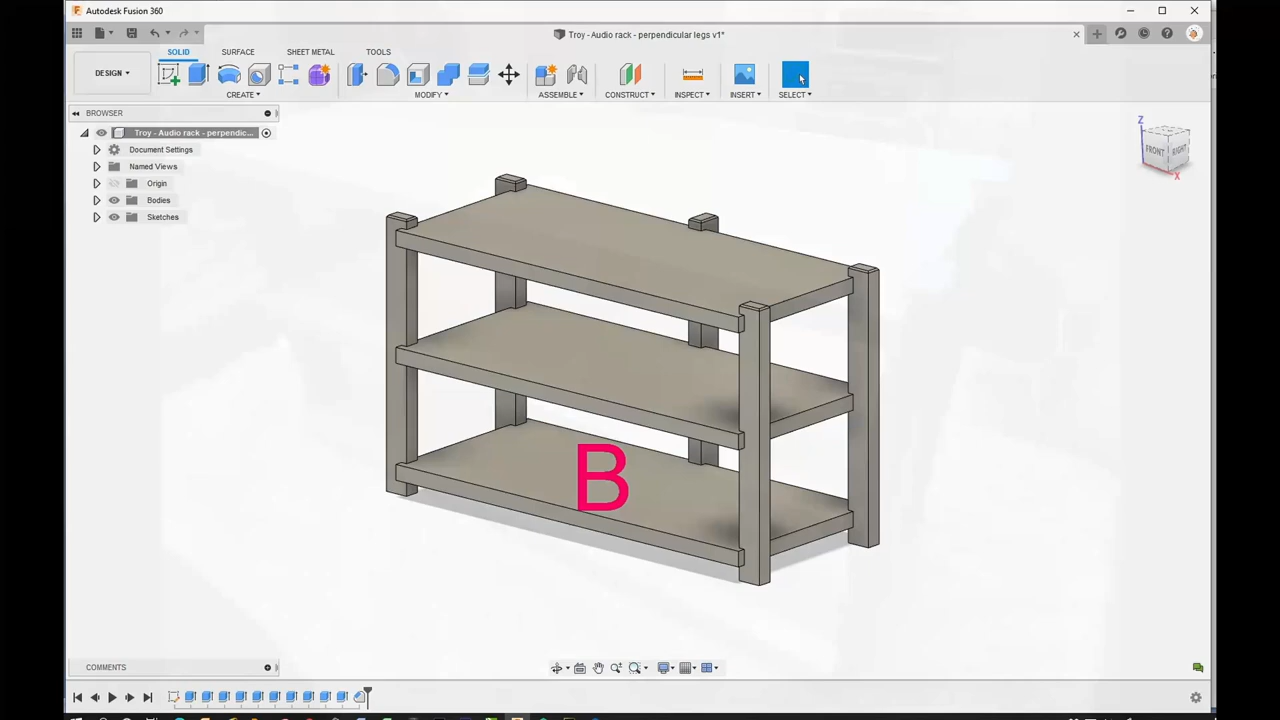 Autodesk Fusion 360
Troy - Audio rack - perpendicular legs v1*
SOLID SURFACE SHEET METAL TOOLS
DESIGN
CREATE MODIFY ASSEMBLE CONSTRUCT INSPECT INSERT SELECT
BROWSER
Troy - Audio rack - perpendic...
Document Settings
Named Views
Origin
Bodies
Sketches
Z
FRONT RIGHT
X
B
COMMENTS